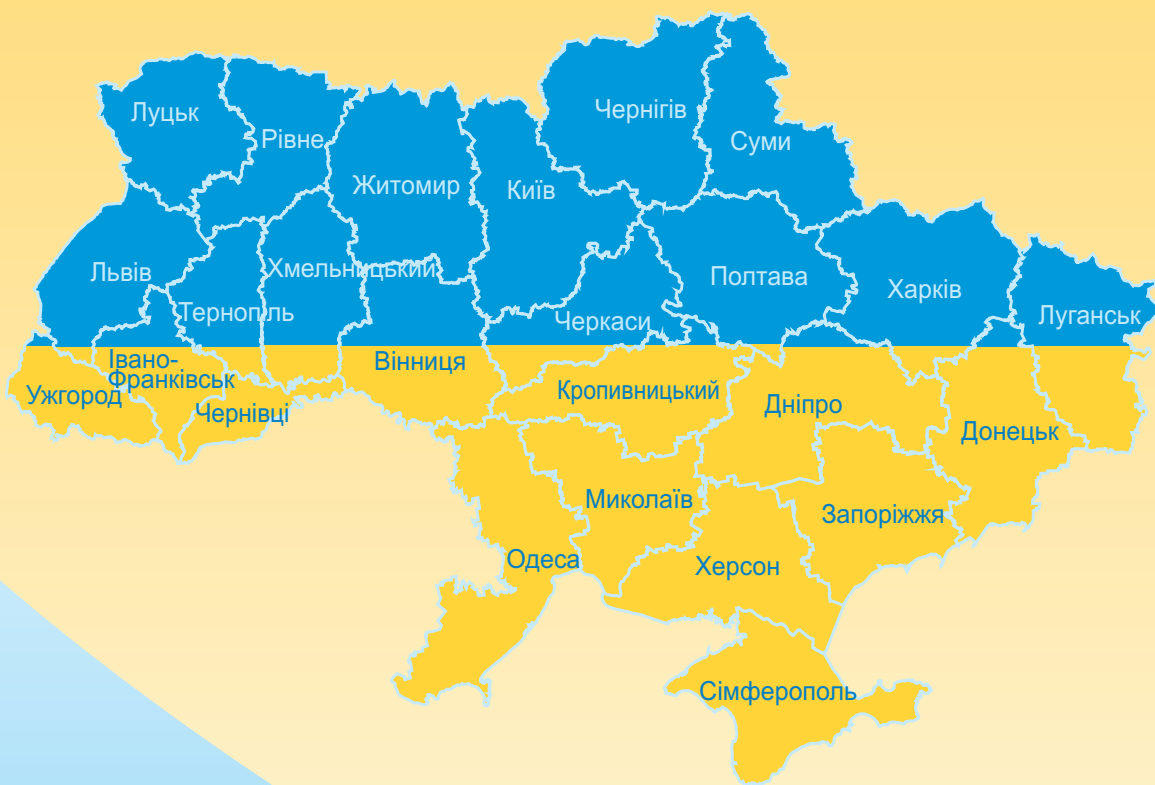 Луцьк
Рівне
Чернігів
Суми
Житомир
Київ
Львів
Хмельницький
Полтава
Харків
Тернопіль
Черкаси
Луганськ
Івано-
Франківськ
Вінниця
Ужгород
Кропивницький
Чернівці
Дніпро
Донецьк
Миколаїв
Запоріжжя
Одеса
Херсон
Сімферополь